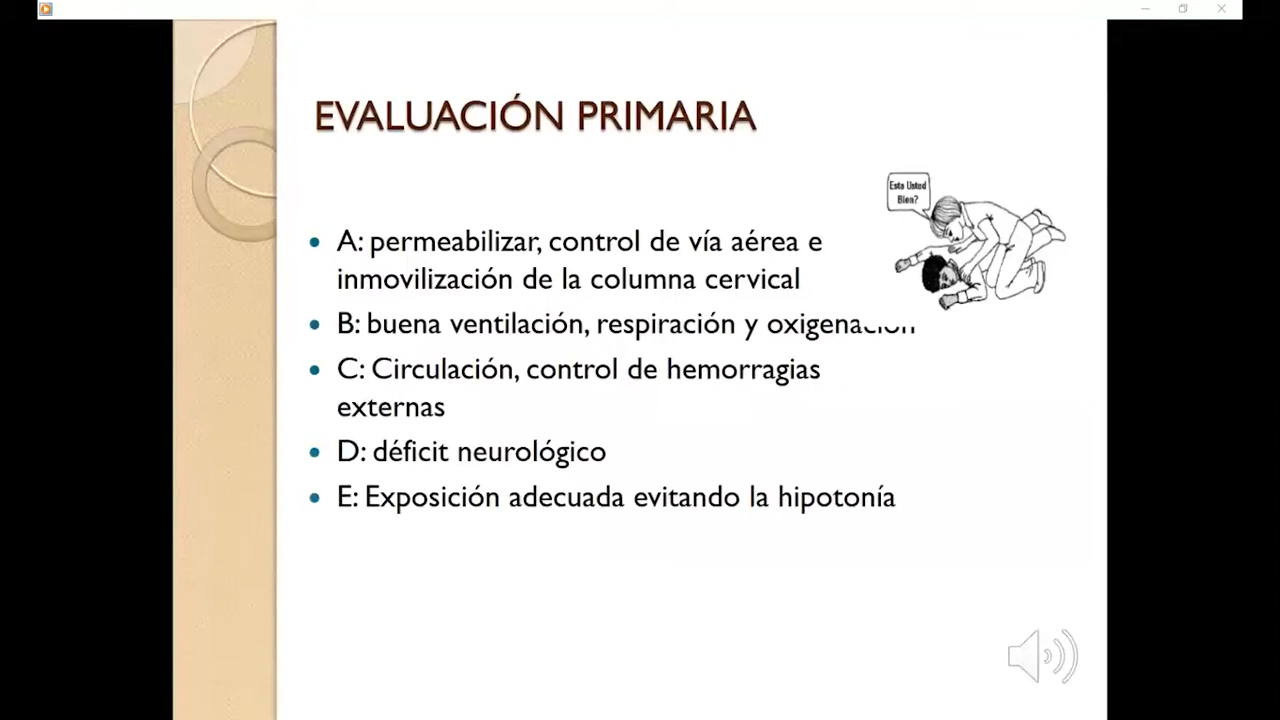 EVALUACIÓN PRIMARIA
Esta Usted
Bien?
• A: permeabilizar, control de vía aérea e
inmovilización de la columna cervical
• B: buena ventilación, respiración y oxigenación
• C: Circulación, control de hemorragias
externas
• D: déficit neurológico
• E: Exposición adecuada evitando la hipotonía